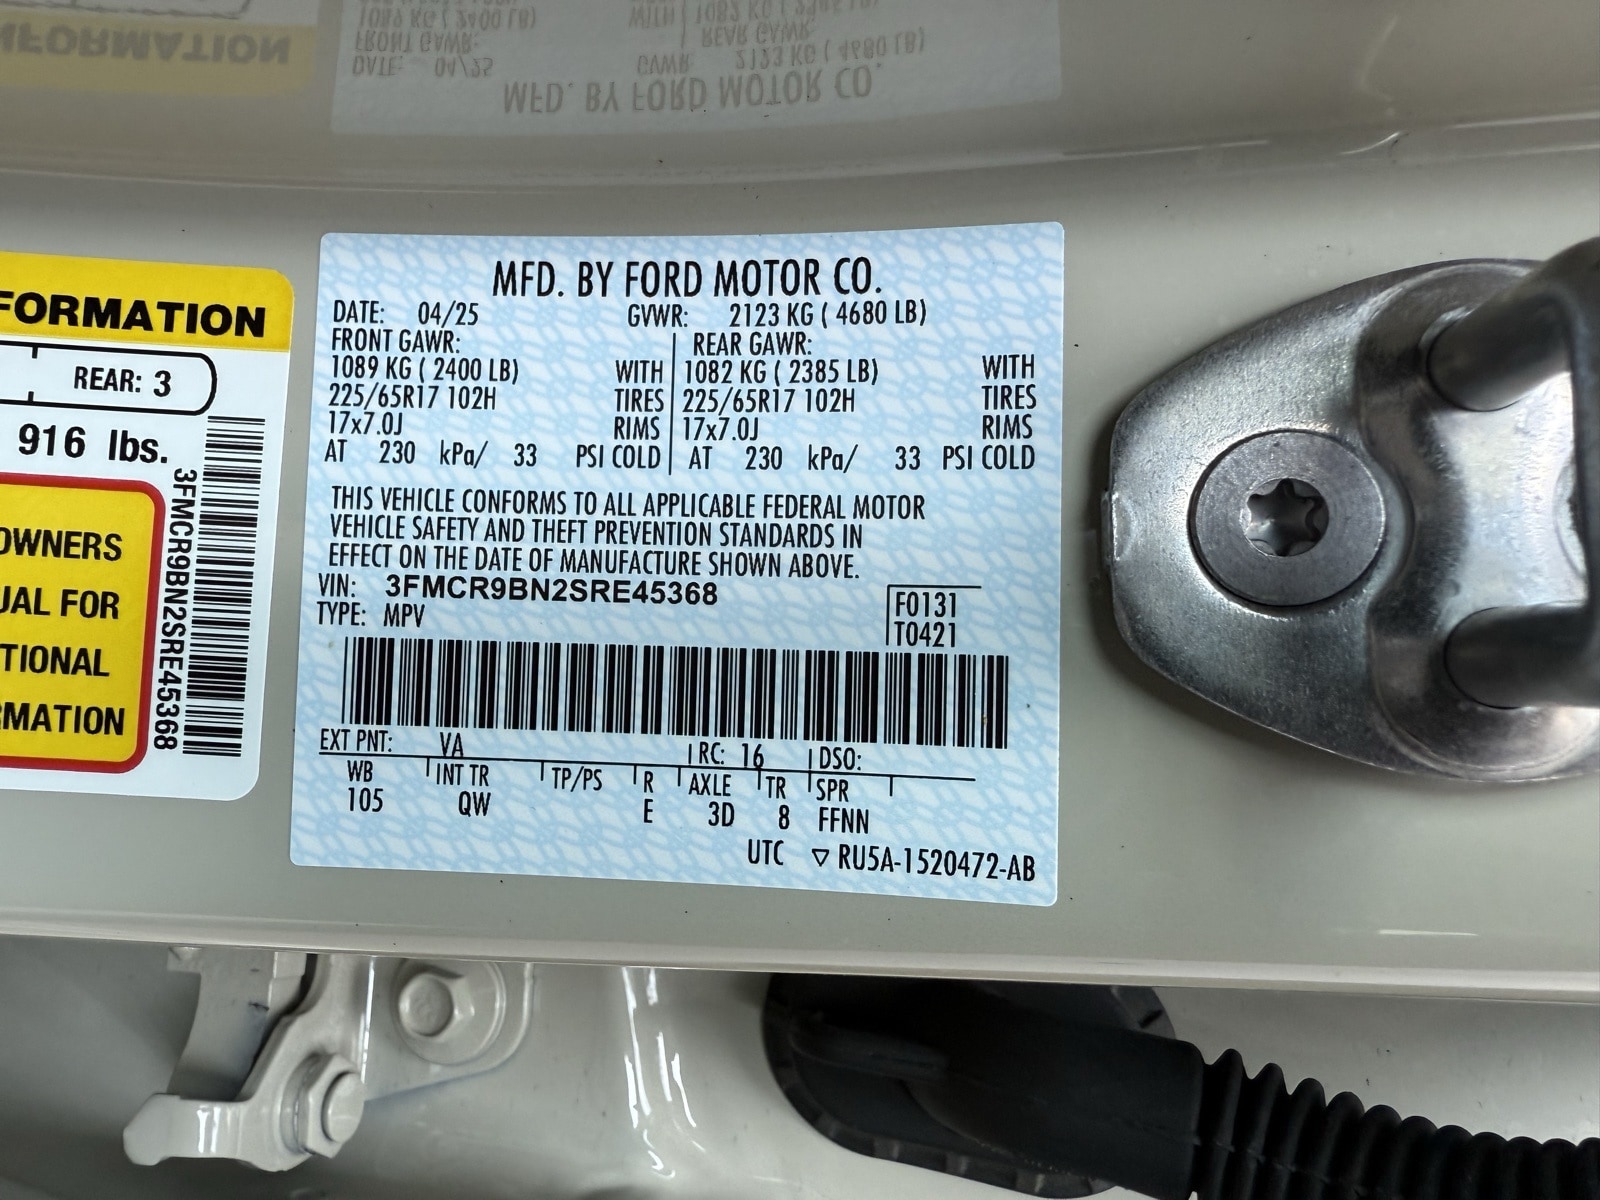 FORMATION
REAR: 3
916 lbs.
OWNERS
UAL FOR
TIONAL
RMATION
3FMCR9BN2SRE45368
MFD. BY FORD MOTOR CO.
DATE: 04/25 GVWR: 2123 KG ( 4680 LB)
FRONT GAWR: REAR GAWR:
1089 KG ( 2400 LB) WITH 1082 KG ( 2385 LB) WITH
225/65R17 102H TIRES 225/65R17 102H TIRES
17x7.0J RIMS 17x7.0J RIMS
AT 230 kPa/ 33 PSI COLD AT 230 kPa/ 33 PSI COLD
THIS VEHICLE CONFORMS TO ALL APPLICABLE FEDERAL MOTOR
VEHICLE SAFETY AND THEFT PREVENTION STANDARDS IN
EFFECT ON THE DATE OF MANUFACTURE SHOWN ABOVE.
VIN: 3FMCR9BN2SRE45368
TYPE: MPV
F0131
T0421
EXT PNT: VA RC: 16 DSO:
WB INT TR TP/PS R AXLE TR SPR
105 QW E 3D 8 FFNN
UTC ▽ RU5A-1520472-AB